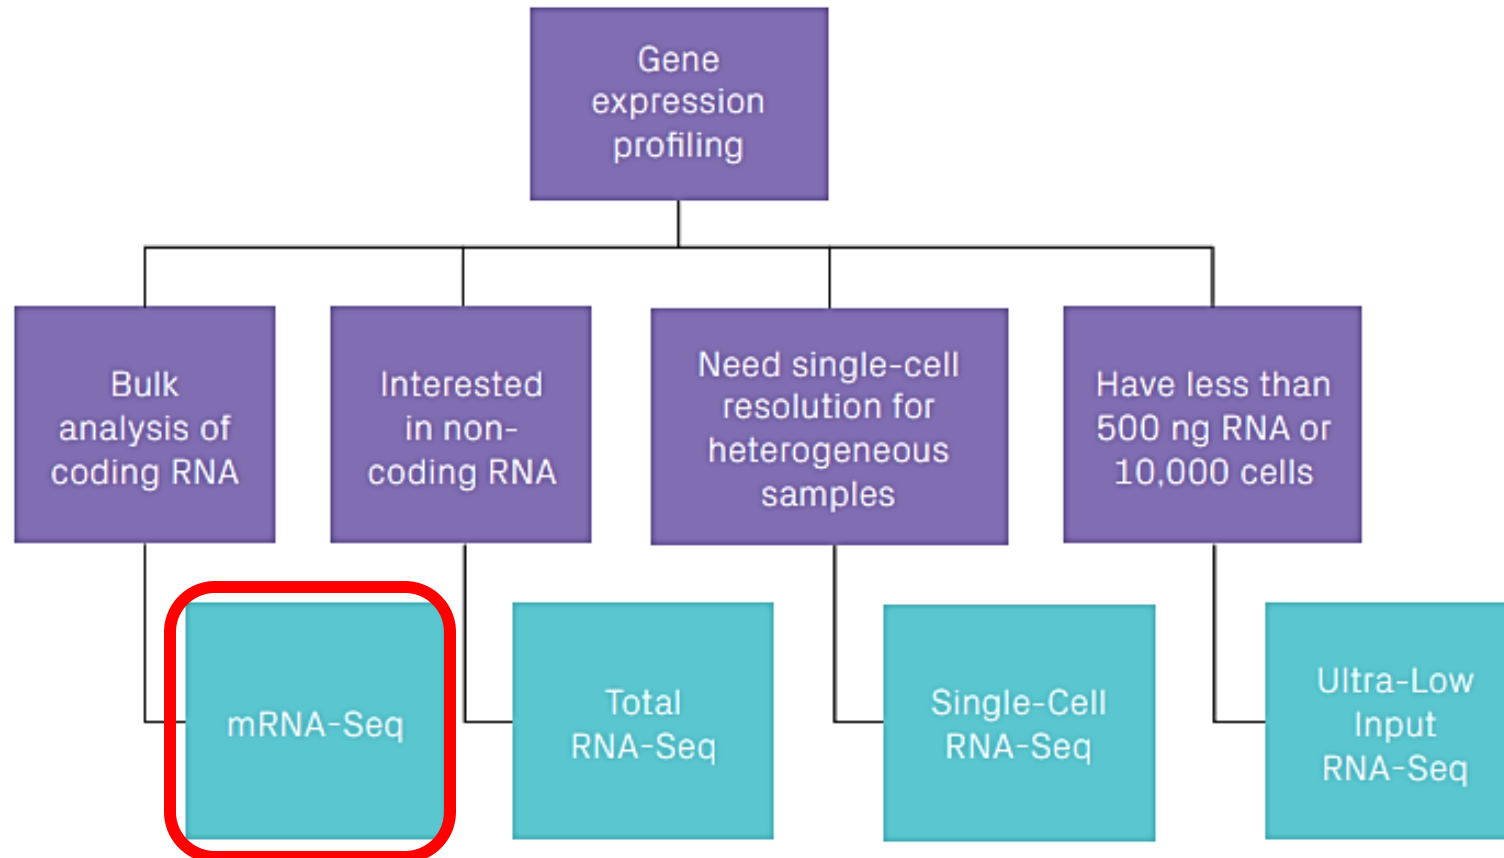 Gene
expression
profiling
Bulk
analysis of
coding RNA
Interested
in non-
coding RNA
Need single-cell
resolution for
heterogeneous
samples
Have less than
500 ng RNA or
10,000 cells
mRNA-Seq
Total
RNA-Seq
Single-Cell
RNA-Seq
Ultra-Low
Input
RNA-Seq